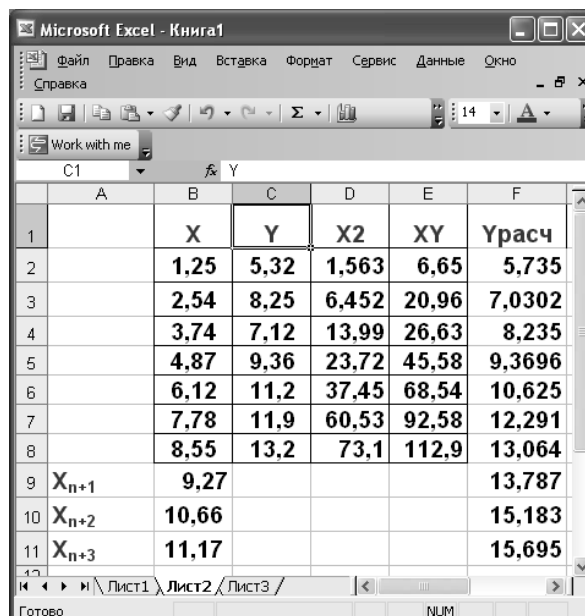 Microsoft Excel - Книга1
Файл Правка Вид Вставка Формат Сервис Данные Окно
Справка
14 A
Work with me
C1 fx Y
A B C D E F
1 X Y X2 XY Yрасч
2 1,25 5,32 1,563 6,65 5,735
3 2,54 8,25 6,452 20,96 7,0302
4 3,74 7,12 13,99 26,63 8,235
5 4,87 9,36 23,72 45,58 9,3696
6 6,12 11,2 37,45 68,54 10,625
7 7,78 11,9 60,53 92,58 12,291
8 8,55 13,2 73,1 112,9 13,064
9 Xn+1 9,27 13,787
10 Xn+2 10,66 15,183
11 Xn+3 11,17 15,695
12
Лист1 Лист2 Лист3
Готово NUM